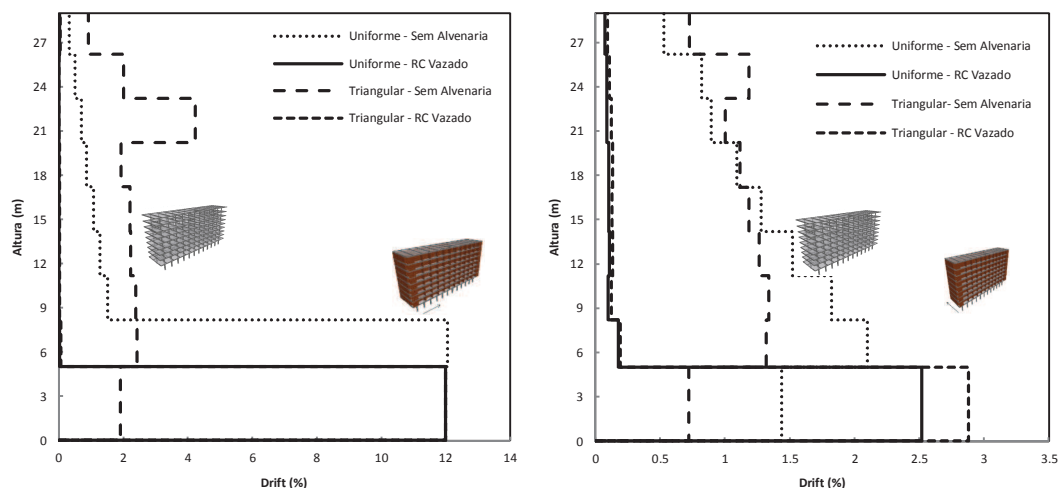 27
24
21
18
15
12
9
6
3
0
Altura (m)
0 2 4 6 8 10 12 14
Drift (%)
Uniforme - Sem Alvenaria
Uniforme - RC Vazado
Triangular - Sem Alvenaria
Triangular - RC Vazado
27
24
21
18
15
12
9
6
3
0
Altura (m)
0 0.5 1 1.5 2 2.5 3 3.5
Drift (%)
Uniforme - Sem Alvenaria
Uniforme - RC Vazado
Triangular - Sem Alvenaria
Triangular - RC Vazado